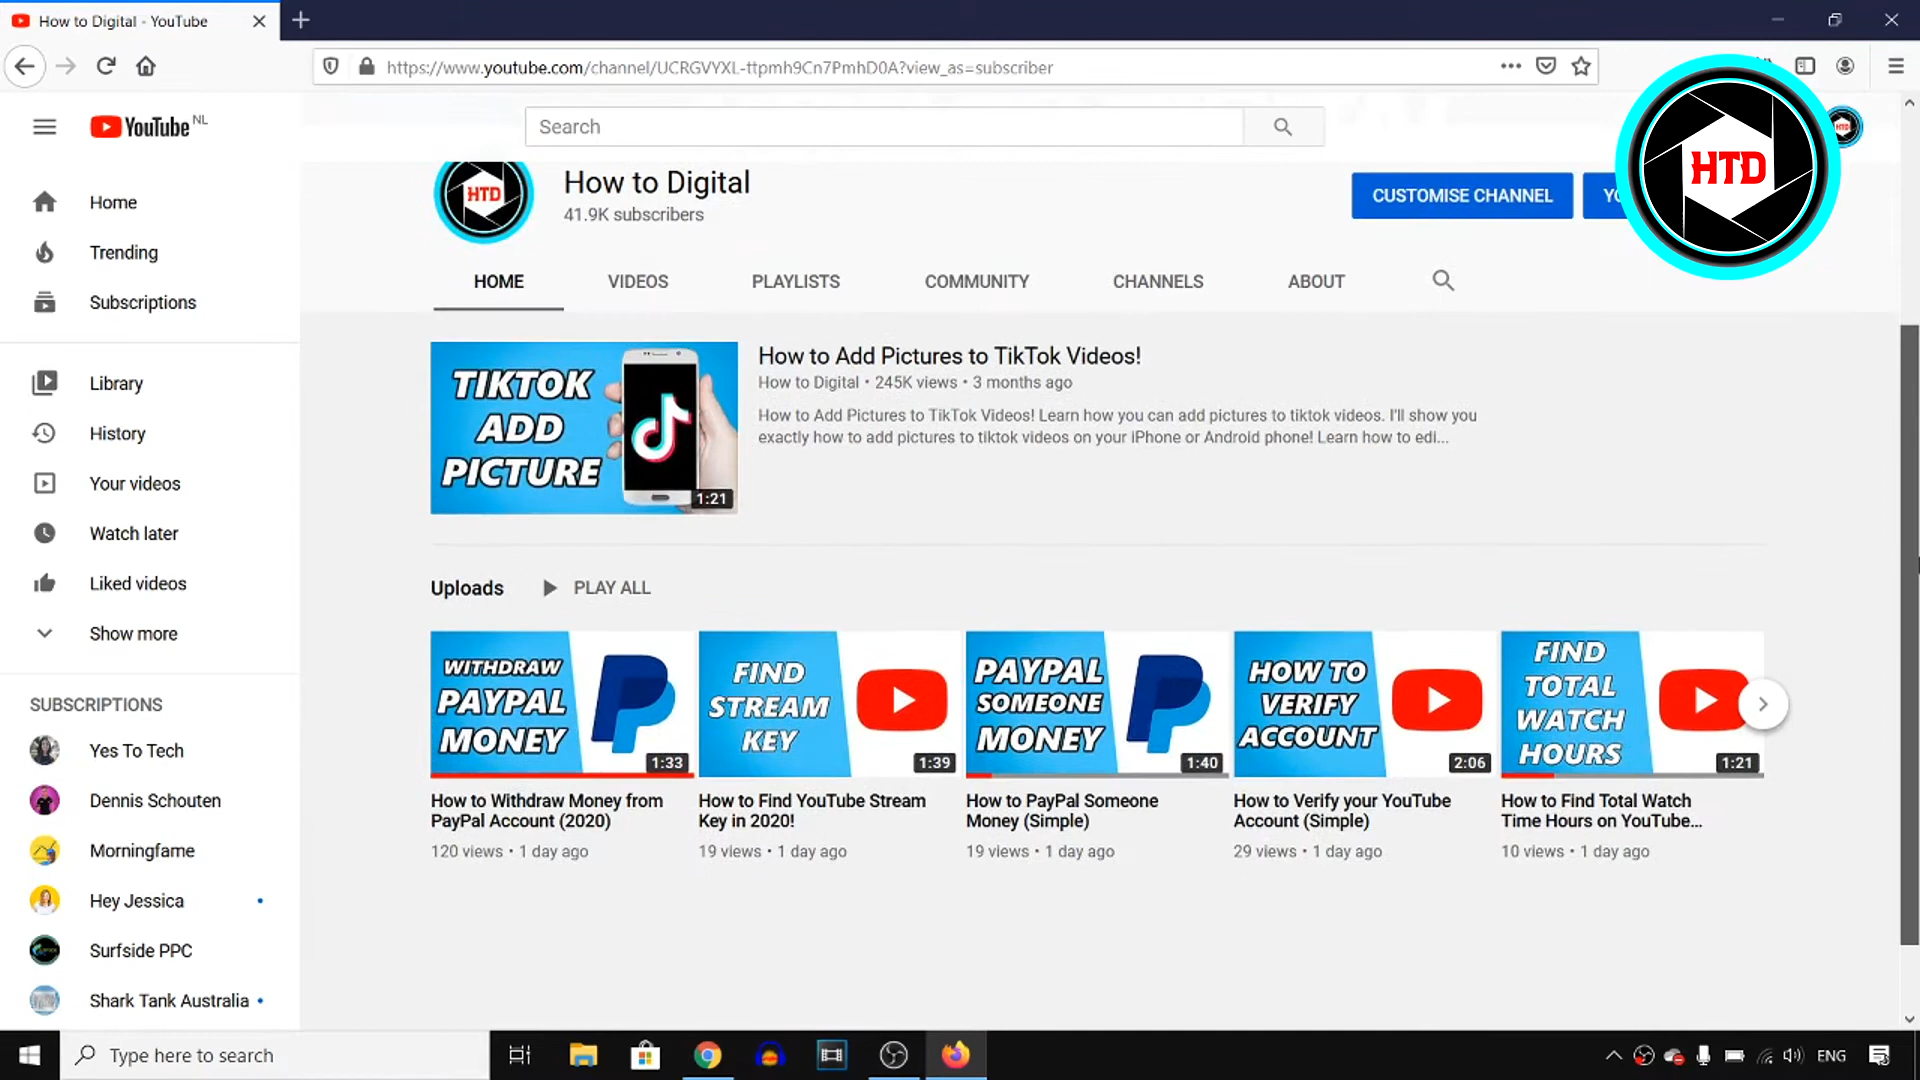 How to Digital - YouTube
https://www.youtube.com/channel/UCRGVYXL-ttpmh9Cn7PmhD0A?view_as=subscriber
YouTube NL
Search
HTD
HTD
HTD
How to Digital
41.9K subscribers
CUSTOMISE CHANNEL
HOME
VIDEOS
PLAYLISTS
COMMUNITY
CHANNELS
ABOUT
Home
Trending
Subscriptions
Library
History
Your videos
Watch later
Liked videos
Show more
SUBSCRIPTIONS
Yes To Tech
Dennis Schouten
Morningfame
Hey Jessica
Surfside PPC
Shark Tank Australia
TIKTOK
ADD
PICTURE
1:21
How to Add Pictures to TikTok Videos!
How to Digital • 245K views • 3 months ago
How to Add Pictures to TikTok Videos! Learn how you can add pictures to tiktok videos. I'll show you
exactly how to add pictures to tiktok videos on your iPhone or Android phone! Learn how to edi...
Uploads
PLAY ALL
WITHDRAW
PAYPAL
MONEY
1:33
How to Withdraw Money from
PayPal Account (2020)
120 views • 1 day ago
FIND
STREAM
KEY
1:39
How to Find YouTube Stream
Key in 2020!
19 views • 1 day ago
PAYPAL
SOMEONE
MONEY
1:40
How to PayPal Someone
Money (Simple)
19 views • 1 day ago
HOW TO
VERIFY
ACCOUNT
2:06
How to Verify your YouTube
Account (Simple)
29 views • 1 day ago
FIND
TOTAL
WATCH
HOURS
1:21
How to Find Total Watch
Time Hours on YouTube...
10 views • 1 day ago
Type here to search
ENG